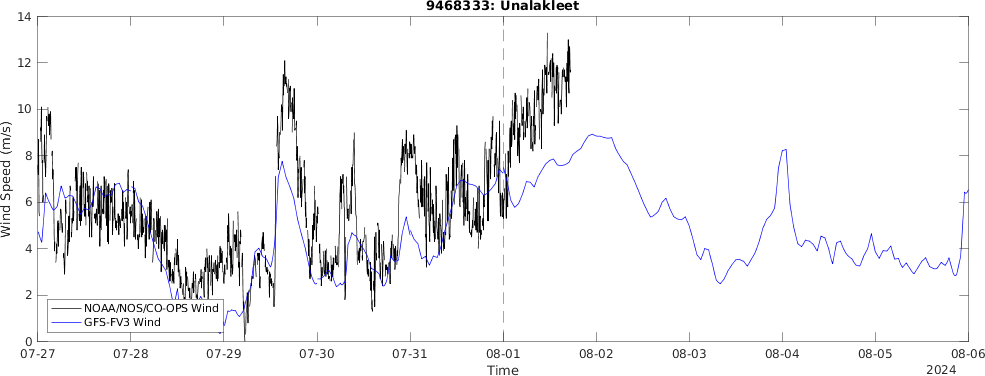 9468333: Unalakleet
14
12
10
8
6
4
2
0
Wind Speed (m/s)
NOAA/NOS/CO-OPS Wind
GFS-FV3 Wind
07-27 07-28 07-29 07-30 07-31 08-01 08-02 08-03 08-04 08-05 08-06
Time
2024